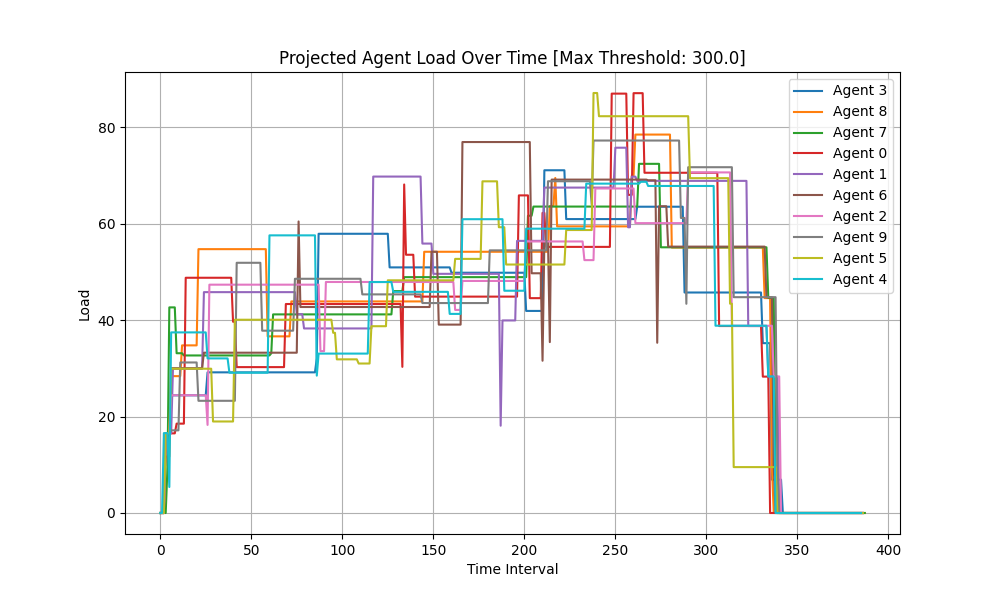 Projected Agent Load Over Time [Max Threshold: 300.0]
Load
80
60
40
20
0
Agent 3
Agent 8
Agent 7
Agent 0
Agent 1
Agent 6
Agent 2
Agent 9
Agent 5
Agent 4
0 50 100 150 200 250 300 350 400
Time Interval